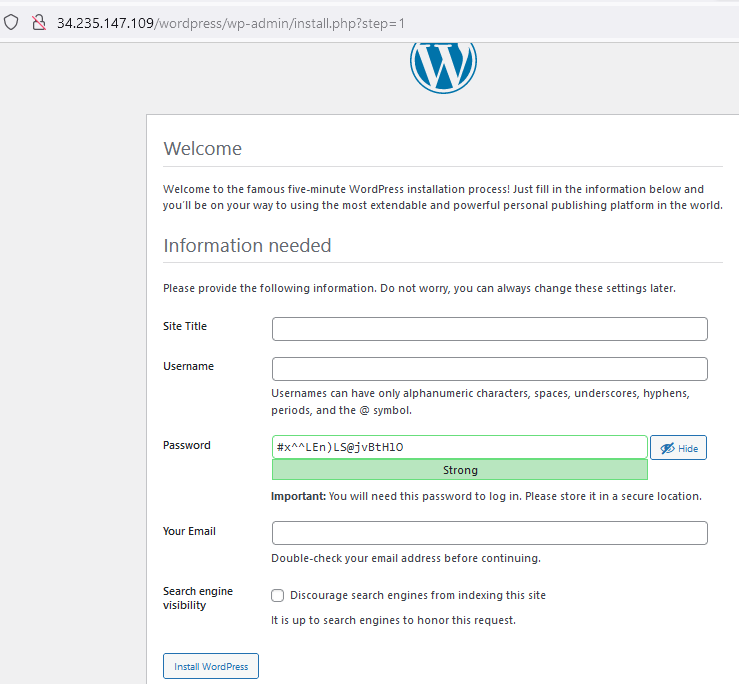 34.235.147.109/wordpress/wp-admin/install.php?step=1
Welcome
Welcome to the famous five-minute WordPress installation process! Just fill in the information below and
you'll be on your way to using the most extendable and powerful personal publishing platform in the world.
Information needed
Please provide the following information. Do not worry, you can always change these settings later.
Site Title
Username
Usernames can have only alphanumeric characters, spaces, underscores, hyphens,
periods, and the @ symbol.
Password
#x^^LEn)LS@jvBtHlO
Hide
Strong
Important: You will need this password to log in. Please store it in a secure location.
Your Email
Double-check your email address before continuing.
Search engine
visibility
Discourage search engines from indexing this site
It is up to search engines to honor this request.
Install WordPress